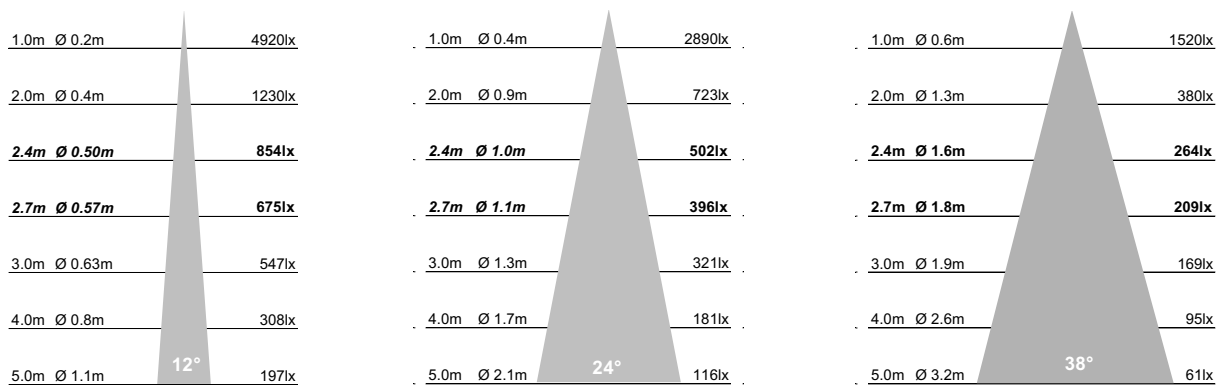 1.0m Ø 0.2m 4920lx
2.0m Ø 0.4m 1230lx
2.4m Ø 0.50m 854lx
2.7m Ø 0.57m 675lx
3.0m Ø 0.63m 547lx
4.0m Ø 0.8m 308lx
12°
5.0m Ø 1.1m 197lx
1.0m Ø 0.4m 2890lx
2.0m Ø 0.9m 723lx
2.4m Ø 1.0m 502lx
2.7m Ø 1.1m 396lx
3.0m Ø 1.3m 321lx
4.0m Ø 1.7m 181lx
24°
5.0m Ø 2.1m 116lx
1.0m Ø 0.6m 1520lx
2.0m Ø 1.3m 380lx
2.4m Ø 1.6m 264lx
2.7m Ø 1.8m 209lx
3.0m Ø 1.9m 169lx
4.0m Ø 2.6m 95lx
38°
5.0m Ø 3.2m 61lx